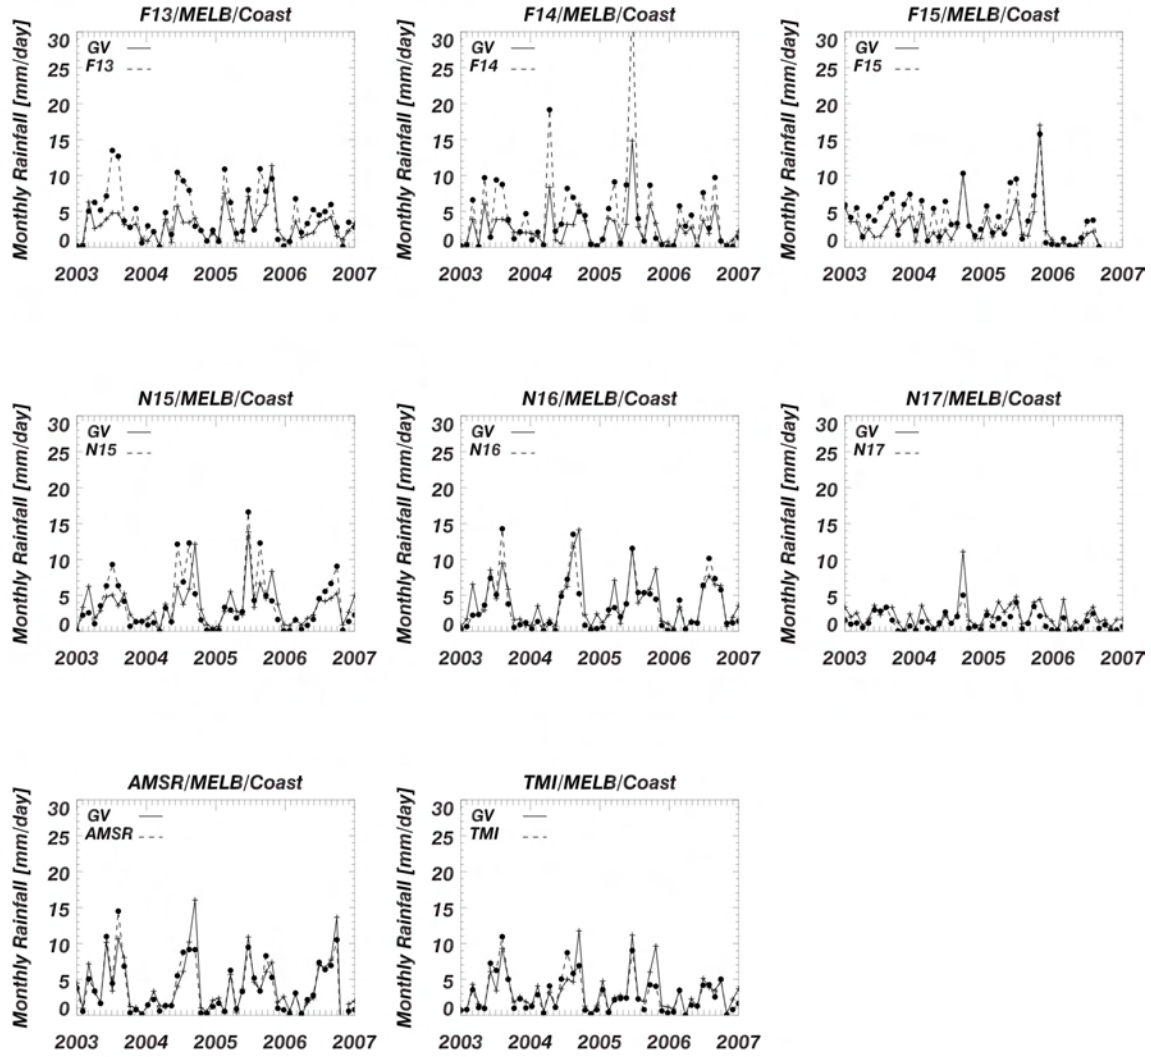 F13/MELB/Coast
Monthly Rainfall [mm/day]
30
25
20
15
10
5
0
GV
F13
2003 2004 2005 2006 2007
F14/MELB/Coast
Monthly Rainfall [mm/day]
30
25
20
15
10
5
0
GV
F14
2003 2004 2005 2006 2007
F15/MELB/Coast
Monthly Rainfall [mm/day]
30
25
20
15
10
5
0
GV
F15
2003 2004 2005 2006 2007
N15/MELB/Coast
Monthly Rainfall [mm/day]
30
25
20
15
10
5
0
GV
N15
2003 2004 2005 2006 2007
N16/MELB/Coast
Monthly Rainfall [mm/day]
30
25
20
15
10
5
0
GV
N16
2003 2004 2005 2006 2007
N17/MELB/Coast
Monthly Rainfall [mm/day]
30
25
20
15
10
5
0
GV
N17
2003 2004 2005 2006 2007
AMSR/MELB/Coast
Monthly Rainfall [mm/day]
30
25
20
15
10
5
0
GV
AMSR
2003 2004 2005 2006 2007
TMI/MELB/Coast
Monthly Rainfall [mm/day]
30
25
20
15
10
5
0
GV
TMI
2003 2004 2005 2006 2007